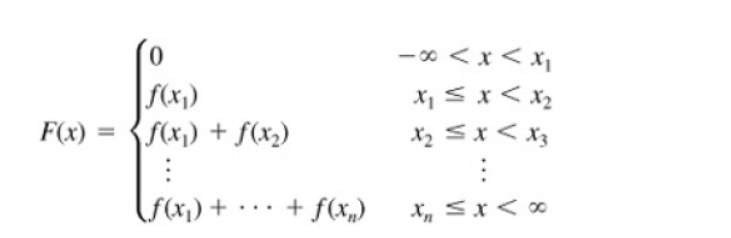 0 −∞ < x < x₁
f(x₁) x₁ ≤ x < x₂
F(x) = { f(x₁) + f(x₂) x₂ ≤ x < x₃
⋮ ⋮
f(x₁) + ⋯ + f(xₙ) xₙ ≤ x < ∞